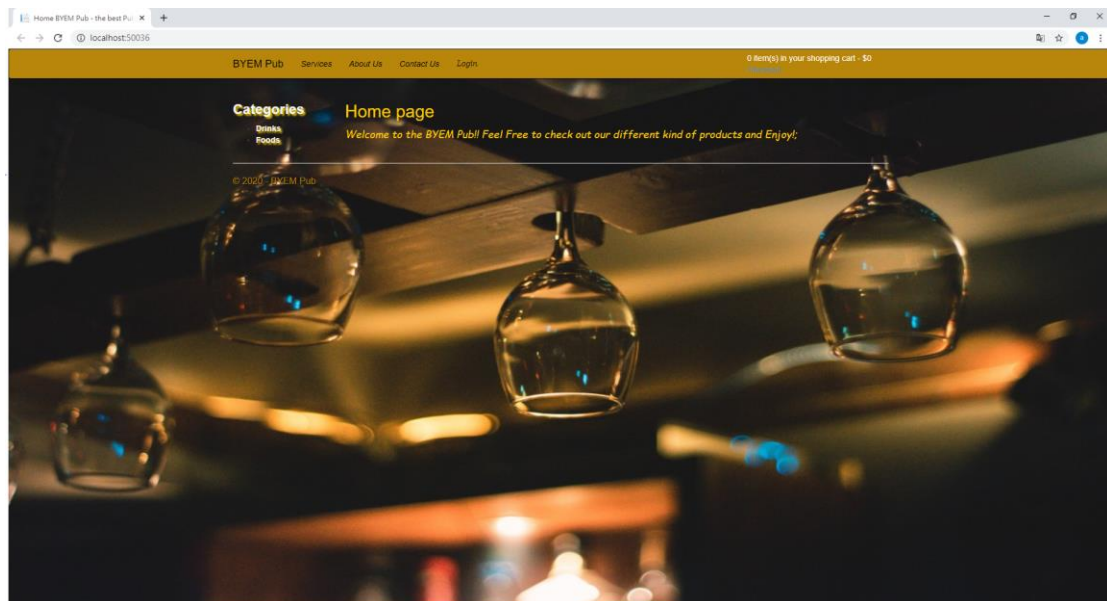 Home BYEM Pub - the best Pu
localhost:50036
BYEM Pub Services About Us Contact Us Login
0 item(s) in your shopping cart - $0
Categories
Drinks
Foods
Home page
Welcome to the BYEM Pub!! Feel Free to check out our different kind of products and Enjoy!;
© 2020 - BYEM Pub